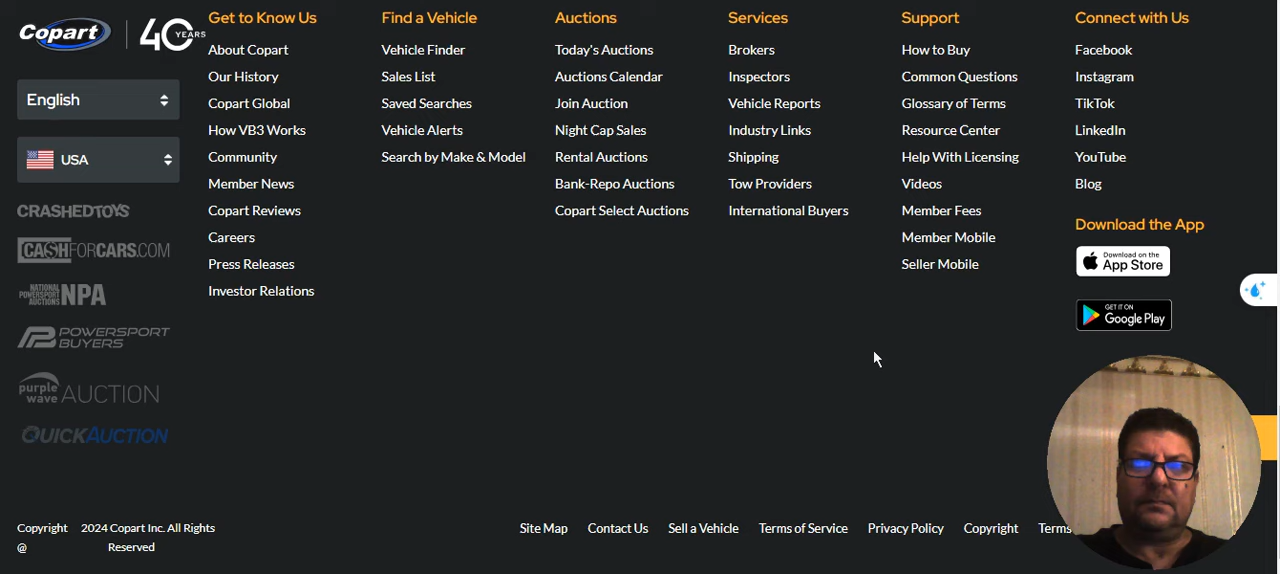 Copart
40 YEARS
English
USA
CRASHEDTOYS
CASHFORCARS.COM
NATIONAL POWERSPORT AUCTIONS NPA
POWERSPORT BUYERS
purple wave AUCTION
QUICKAUCTION
Get to Know Us
About Copart
Our History
Copart Global
How VB3 Works
Community
Member News
Copart Reviews
Careers
Press Releases
Investor Relations
Find a Vehicle
Vehicle Finder
Sales List
Saved Searches
Vehicle Alerts
Search by Make & Model
Auctions
Today's Auctions
Auctions Calendar
Join Auction
Night Cap Sales
Rental Auctions
Bank-Repo Auctions
Copart Select Auctions
Services
Brokers
Inspectors
Vehicle Reports
Industry Links
Shipping
Tow Providers
International Buyers
Support
How to Buy
Common Questions
Glossary of Terms
Resource Center
Help With Licensing
Videos
Member Fees
Member Mobile
Seller Mobile
Connect with Us
Facebook
Instagram
TikTok
LinkedIn
YouTube
Blog
Download the App
Download on the
App Store
GET IT ON
Google Play
Copyright @
2024 Copart Inc. All Rights
Reserved
Site Map
Contact Us
Sell a Vehicle
Terms of Service
Privacy Policy
Copyright
Terms